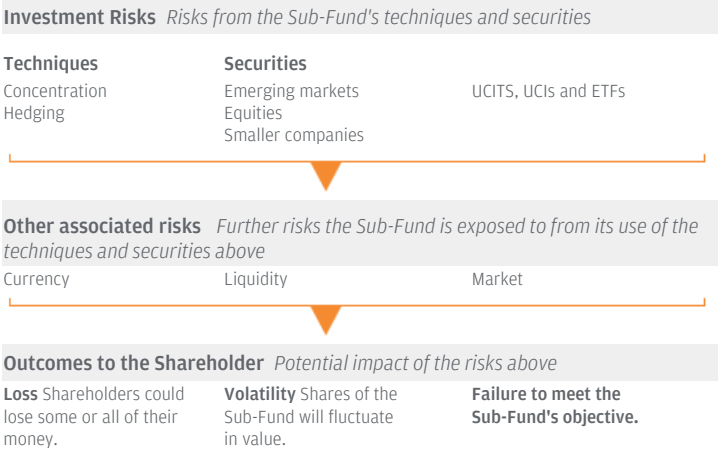 Investment Risks Risks from the Sub-Fund's techniques and securities
Techniques
Concentration
Hedging
Securities
Emerging markets
Equities
Smaller companies
UCITS, UCIs and ETFs
Other associated risks Further risks the Sub-Fund is exposed to from its use of the
techniques and securities above
Currency
Liquidity
Market
Outcomes to the Shareholder Potential impact of the risks above
Loss Shareholders could
lose some or all of their
money.
Volatility Shares of the
Sub-Fund will fluctuate
in value.
Failure to meet the
Sub-Fund's objective.